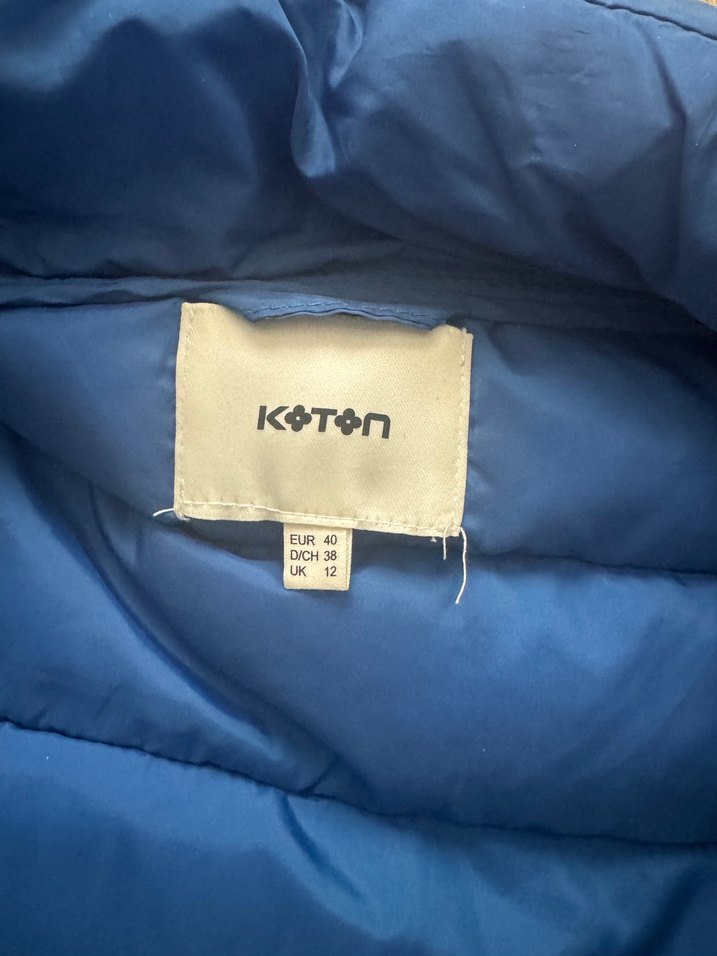 KOTON
EUR 40
D/CH 38
UK 12